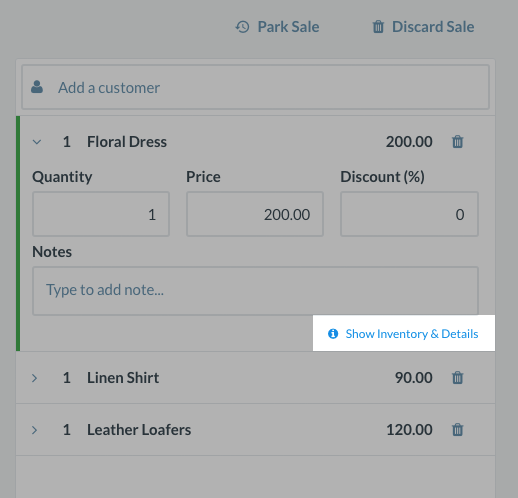 Park Sale Discard Sale
Add a customer
1 Floral Dress 200.00
Quantity Price Discount (%)
1 200.00 0
Notes
Type to add note...
Show Inventory & Details
1 Linen Shirt 90.00
1 Leather Loafers 120.00